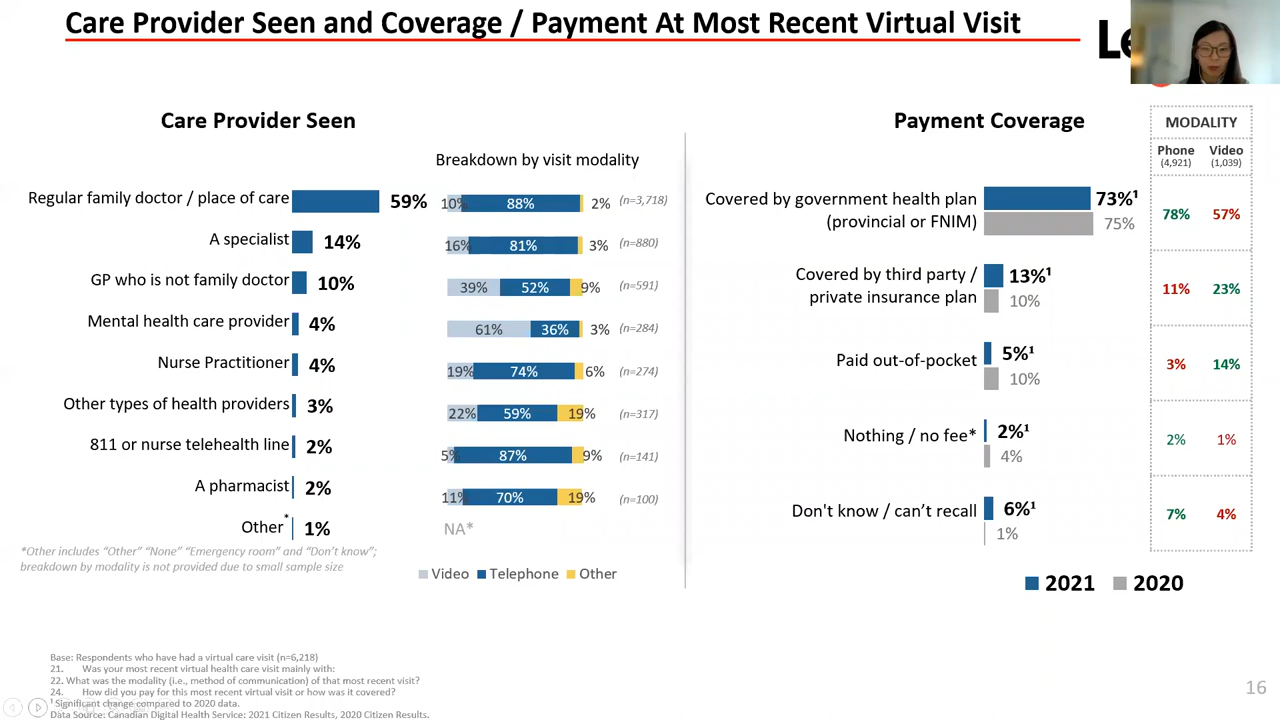 Care Provider Seen and Coverage / Payment At Most Recent Virtual Visit
Care Provider Seen
Breakdown by visit modality
Regular family doctor / place of care 59% 10% 88% 2% (n=3,718)
A specialist 14% 16% 81% 3% (n=880)
GP who is not family doctor 10% 39% 52% 9% (n=591)
Mental health care provider 4% 61% 36% 3% (n=284)
Nurse Practitioner 4% 19% 74% 6% (n=274)
Other types of health providers 3% 22% 59% 19% (n=317)
811 or nurse telehealth line 2% 5% 87% 9% (n=141)
A pharmacist 2% 11% 70% 19% (n=100)
Other* 1% NA*
*Other includes “Other” “None” “Emergency room” and “Don’t know”;
breakdown by modality is not provided due to small sample size
Video Telephone Other
Payment Coverage
MODALITY
Phone Video
(4,921) (1,039)
Covered by government health plan 73%¹
(provincial or FNIM) 75%
78% 57%
Covered by third party / 13%¹
private insurance plan 10%
11% 23%
Paid out-of-pocket 5%¹
10%
3% 14%
Nothing / no fee* 2%¹
4%
2% 1%
Don't know / can’t recall 6%¹
1%
7% 4%
2021 2020
Base: Respondents who have had a virtual care visit (n=6,218)
21. Was your most recent virtual health care visit mainly with:
22. What was the modality (i.e., method of communication) of that most recent visit?
24. How did you pay for this most recent virtual visit or how was it covered?
¹ Significant change compared to 2020 data.
Data Source: Canadian Digital Health Service: 2021 Citizen Results, 2020 Citizen Results.
16